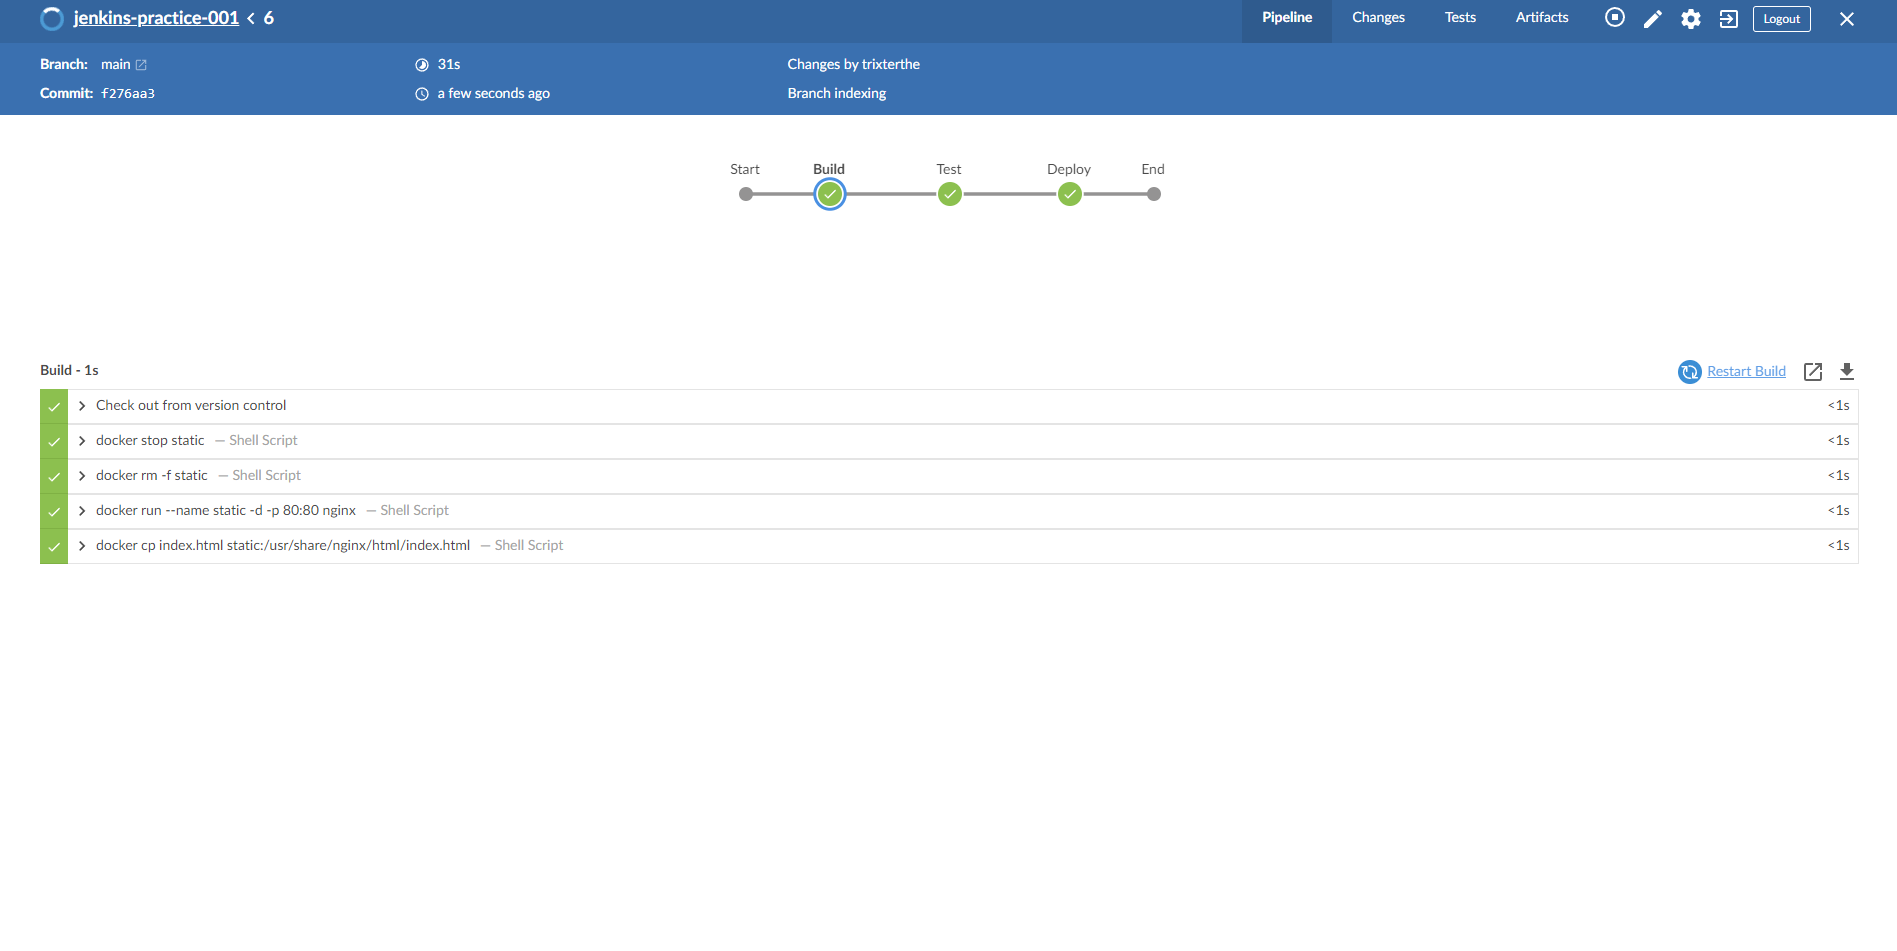 jenkins-practice-001 < 6
Pipeline Changes Tests Artifacts Logout
Branch: main 31s Changes by trixterthe
Commit: f276aa3 a few seconds ago Branch indexing
Start Build Test Deploy End
Build - 1s Restart Build
Check out from version control <1s
docker stop static — Shell Script <1s
docker rm -f static — Shell Script <1s
docker run --name static -d -p 80:80 nginx — Shell Script <1s
docker cp index.html static:/usr/share/nginx/html/index.html — Shell Script <1s